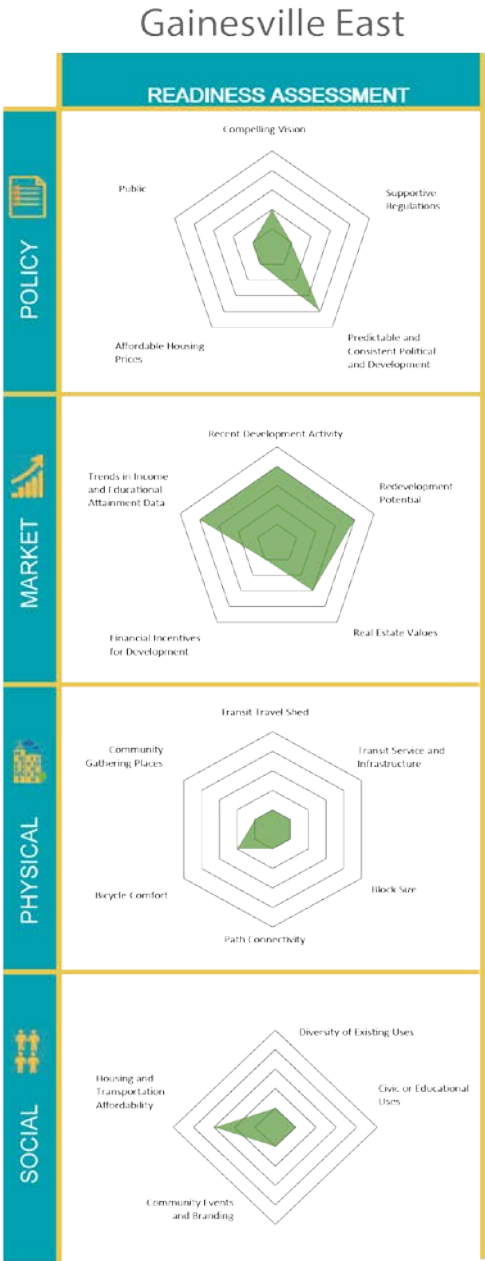 Gainesville East
READINESS ASSESSMENT
POLICY
Compelling Vision
Public
Supportive
Regulations
Affordable Housing
Prices
Predictable and
Consistent Political
and Development
MARKET
Recent Development Activity
Trends in Income
and Educational
Attainment Data
Redevelopment
Potential
Financial Incentives
for Development
Real Estate Values
PHYSICAL
Transit Travel Shed
Community
Gathering Places
Transit Service and
Infrastructure
Bicycle Comfort
Block Size
Path Connectivity
SOCIAL
Diversity of Existing Uses
Housing and
Transportation
Affordability
Civic or Educational
Uses
Community Events
and Branding